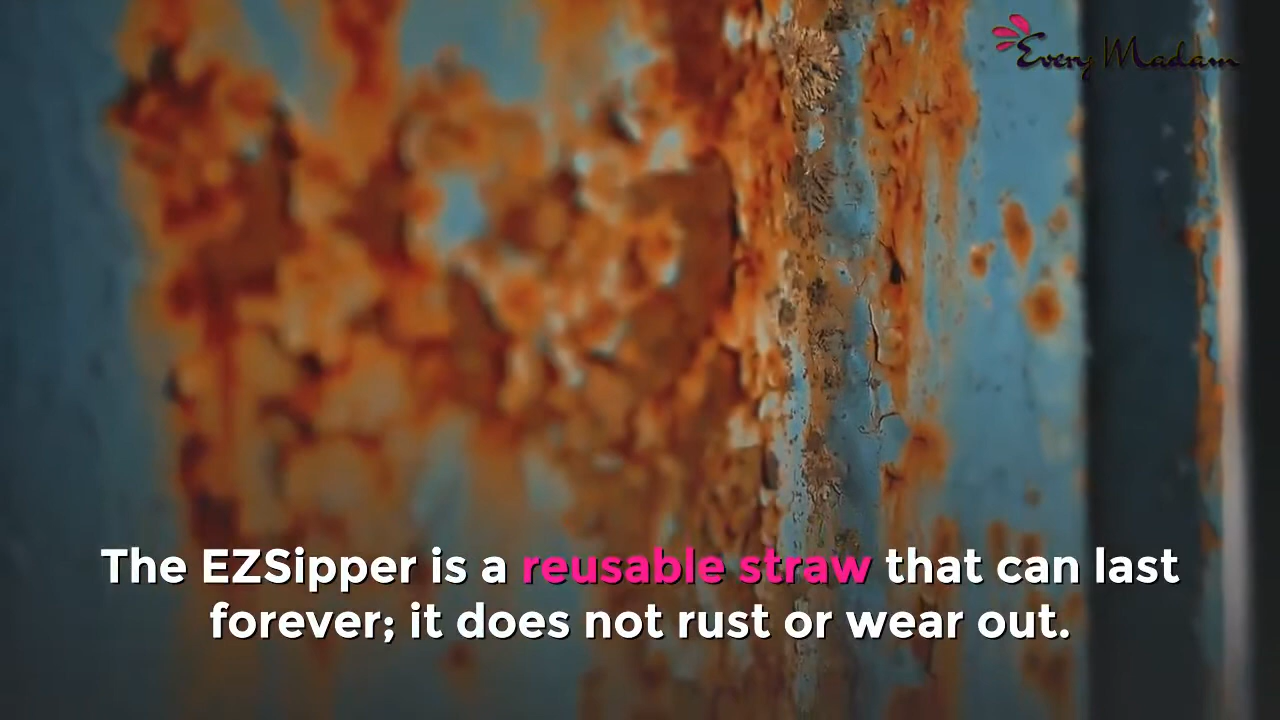 Every Madam
The EZSipper is a reusable straw that can last
forever; it does not rust or wear out.